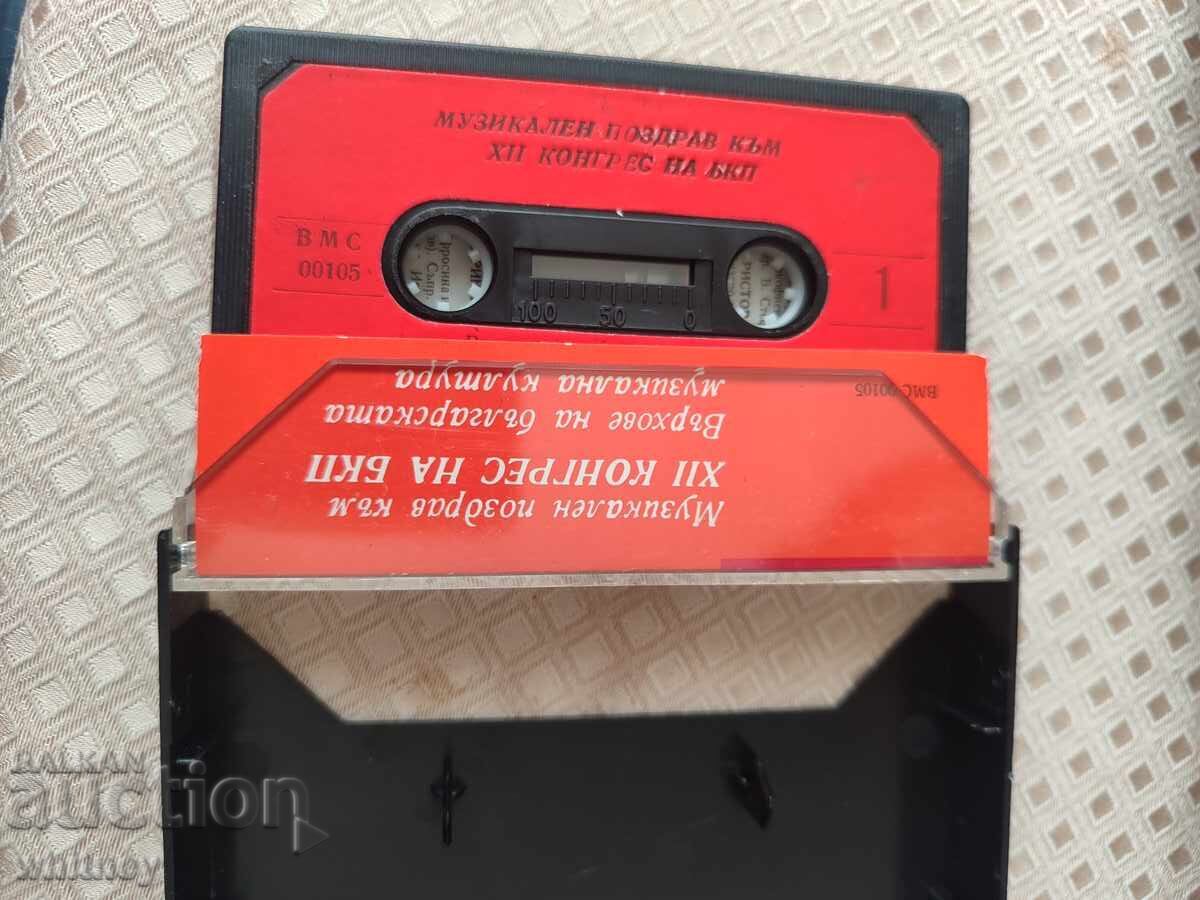 МУЗИКАЛЕН ПОЗДРАВ КЪМ
XII КОНГРЕС НА БКП
ВМС
00105
1
100 50 0
Музикален поздрав към
XII КОНГРЕС НА БКП
Върхове на българската
музикална култура
ВМС 00105
BALKAN
auction
whitney